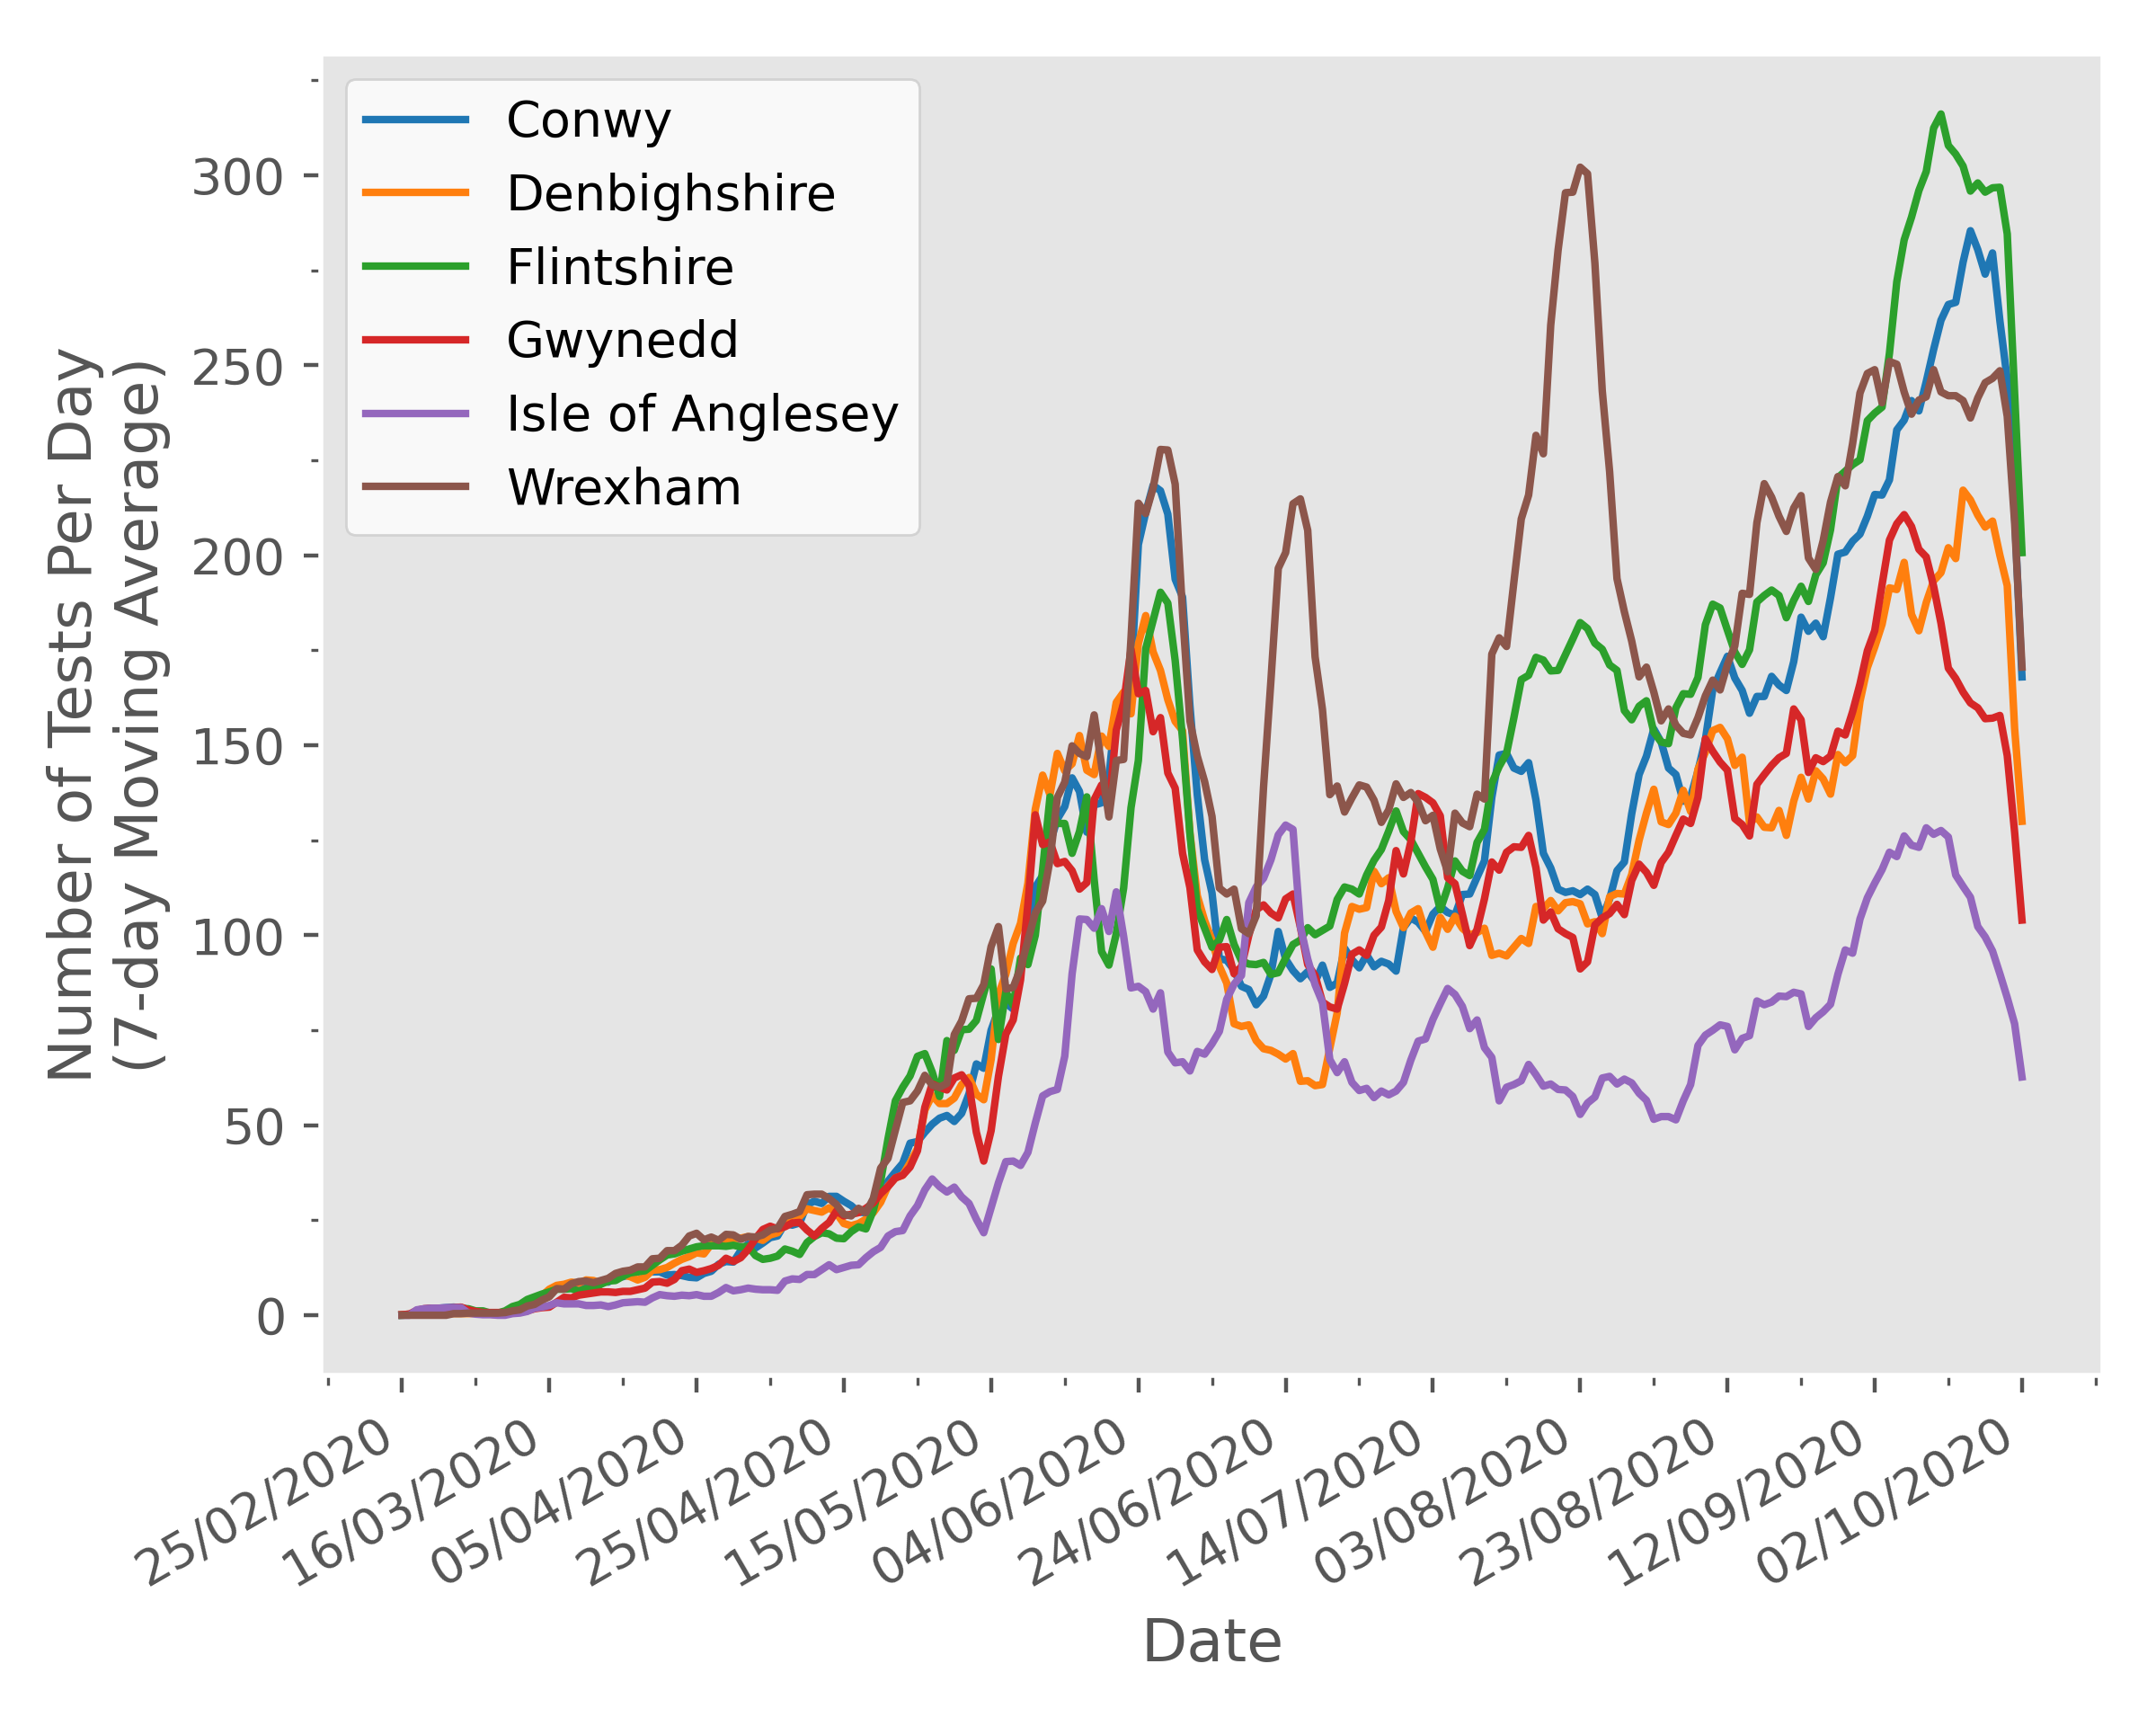 Conwy
Denbighshire
Flintshire
Gwynedd
Isle of Anglesey
Wrexham
Number of Tests Per Day
(7-day Moving Average)
300
250
200
150
100
50
0
25/02/2020
16/03/2020
05/04/2020
25/04/2020
15/05/2020
04/06/2020
24/06/2020
14/07/2020
03/08/2020
23/08/2020
12/09/2020
02/10/2020
Date